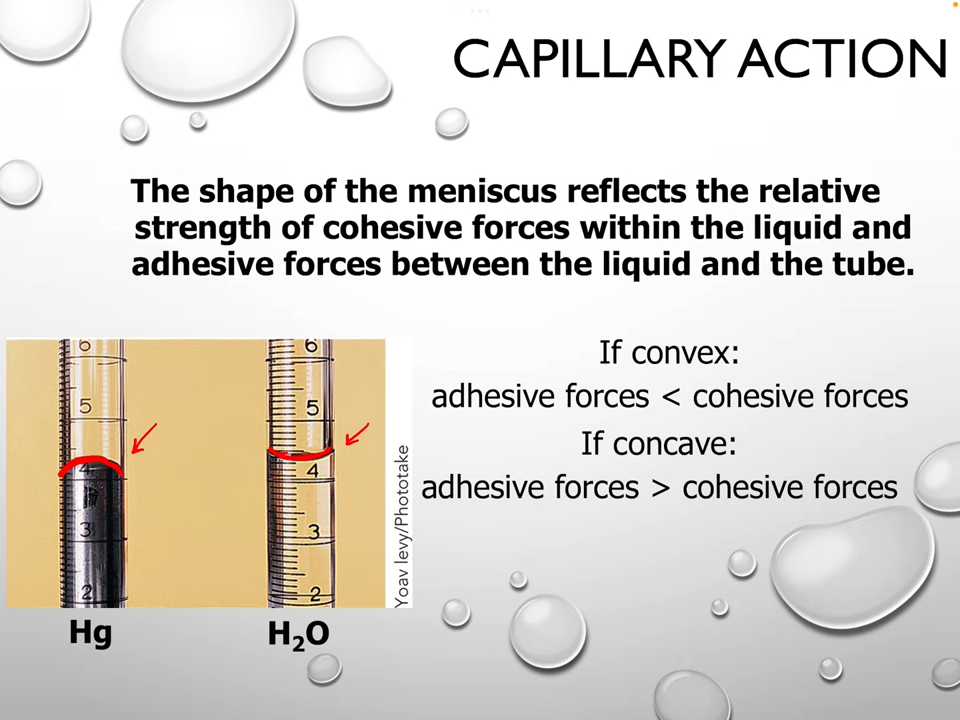 CAPILLARY ACTION
The shape of the meniscus reflects the relative
strength of cohesive forces within the liquid and
adhesive forces between the liquid and the tube.
If convex:
adhesive forces < cohesive forces
If concave:
adhesive forces > cohesive forces
6
5
4
3
2
6
5
4
3
2
Yoav levy/Phototake
Hg
H₂O